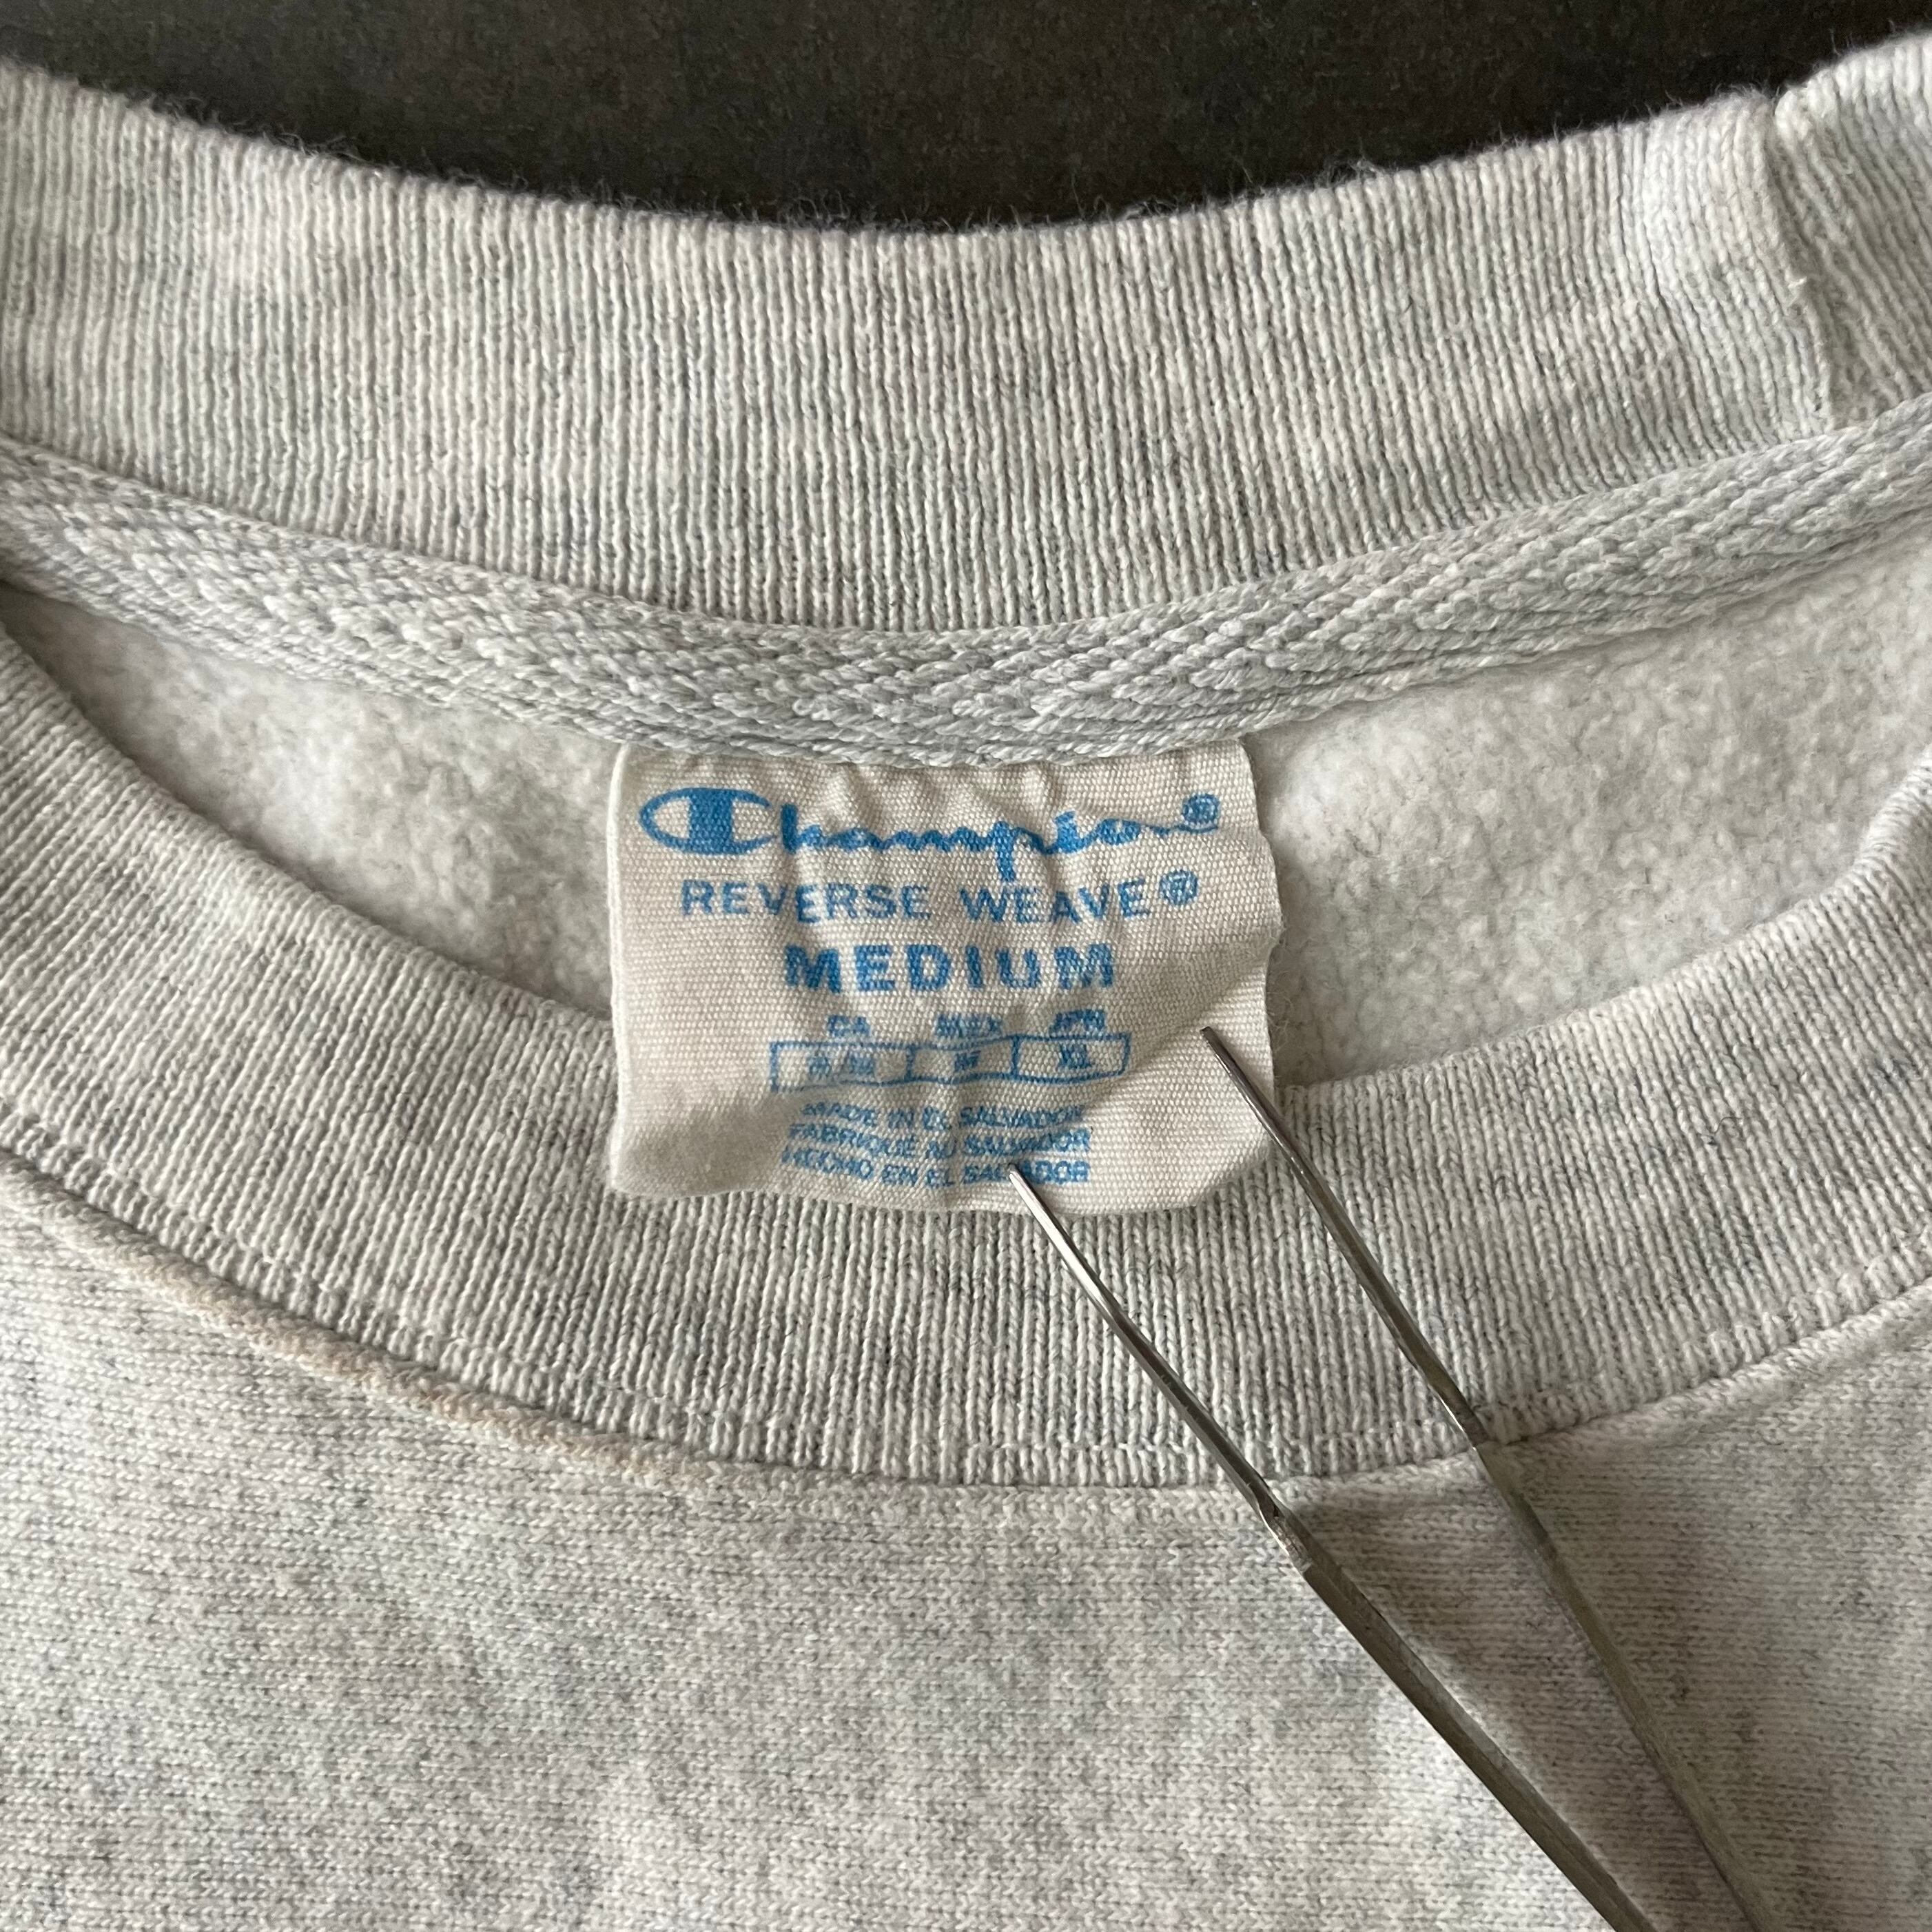 Champion®
REVERSE WEAVE®
MEDIUM
CA MEX JPN
M/M M XL
MADE IN EL SALVADOR
FABRIQUÉ AU SALVADOR
HECHO EN EL SALVADOR